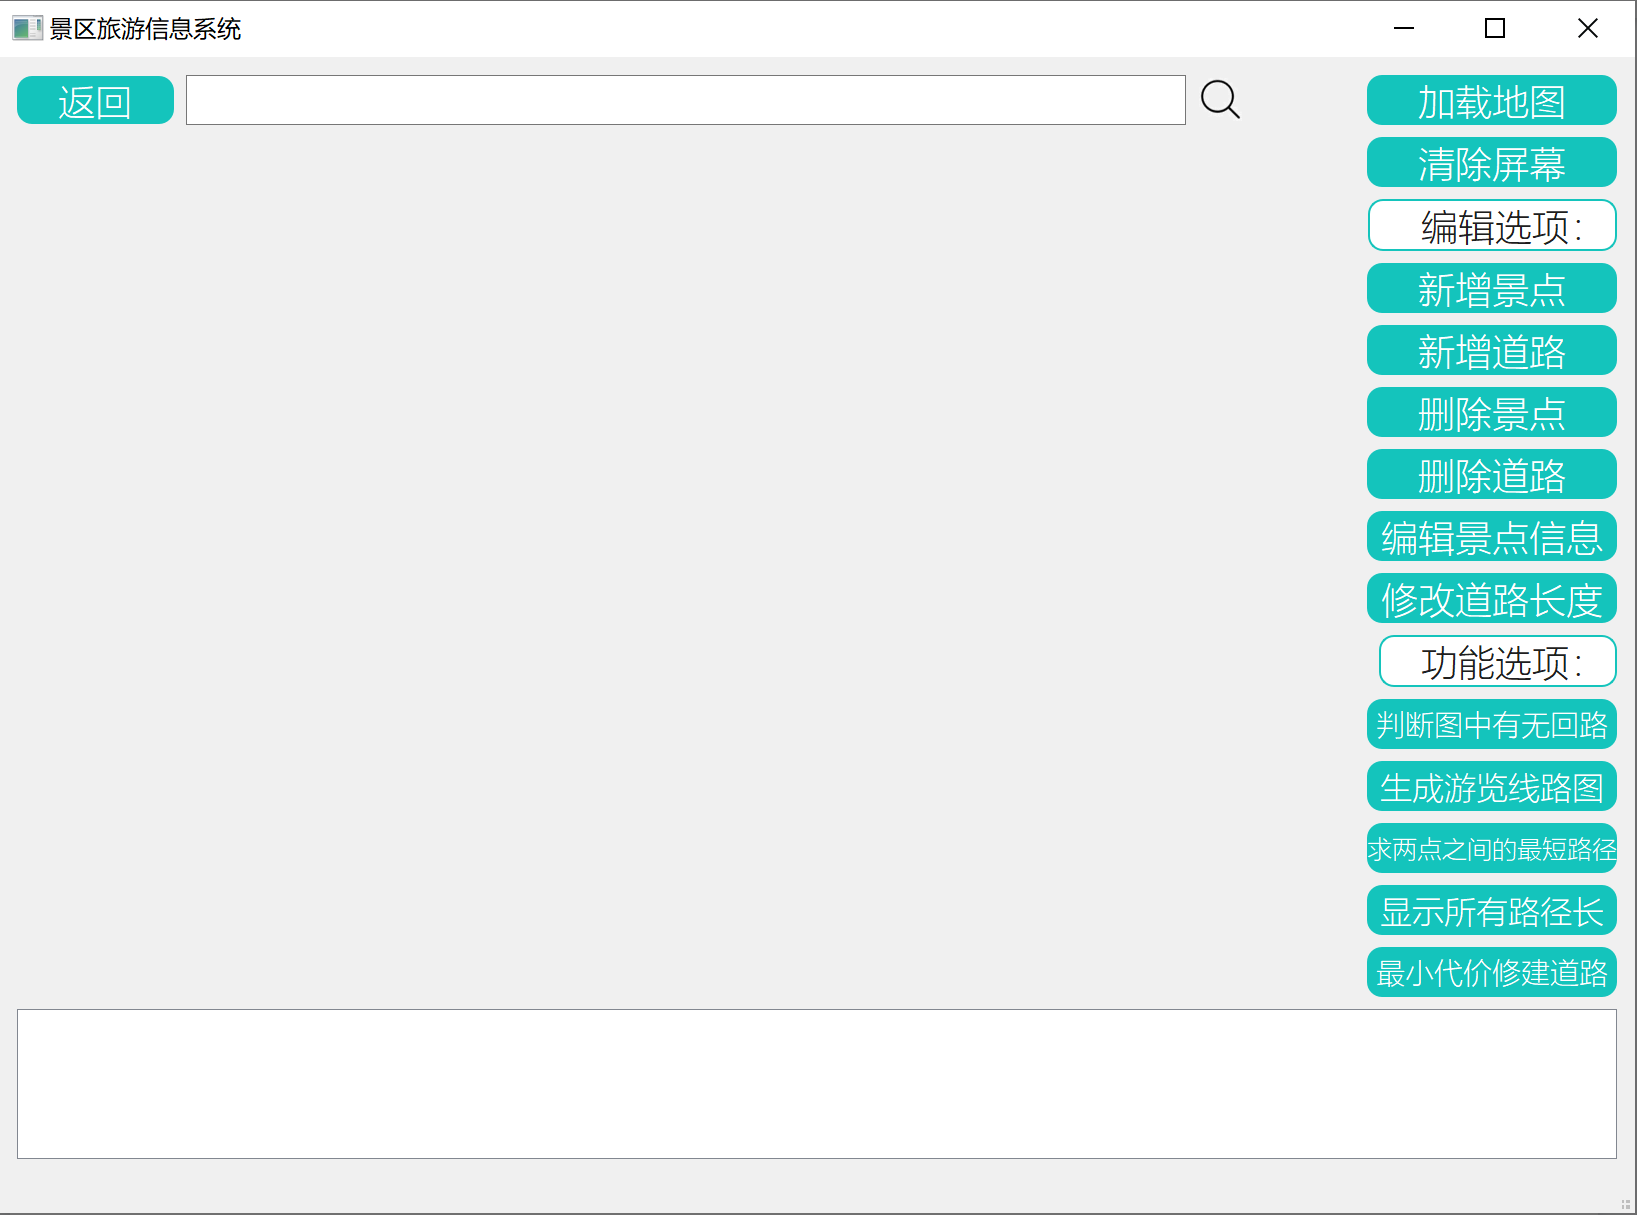 景区旅游信息系统
返回
加载地图
清除屏幕
编辑选项:
新增景点
新增道路
删除景点
删除道路
编辑景点信息
修改道路长度
功能选项:
判断图中有无回路
生成游览线路图
求两点之间的最短路径
显示所有路径长
最小代价修建道路